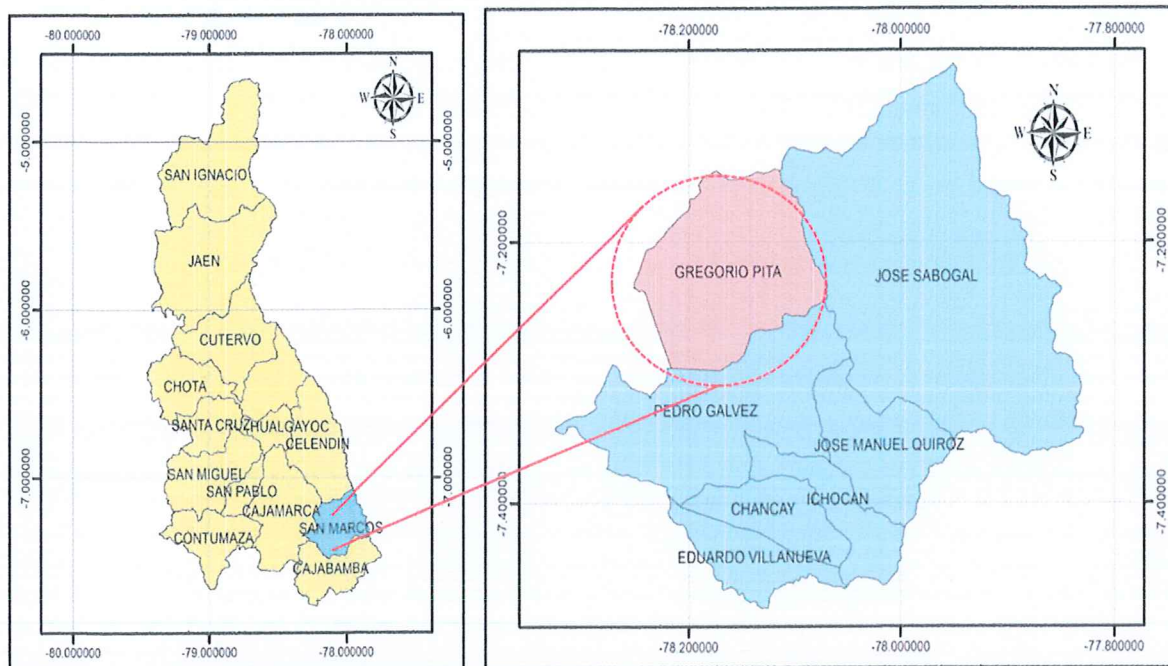 -80.000000 -79.000000 -78.000000
N
W E
S
-5.000000 -5.000000
SAN IGNACIO
JAEN
-6.000000 -6.000000
CUTERVO
CHOTA
SANTA CRUZ HUALGAYOC
CELENDIN
SAN MIGUEL
-7.000000 -7.000000
SAN PABLO
CAJAMARCA
SAN MARCOS
CONTUMAZA
CAJABAMBA
-80.000000 -79.000000 -78.000000
-78.200000 -78.000000 -77.800000
N
W E
S
-7.200000 -7.200000
GREGORIO PITA
JOSE SABOGAL
PEDRO GALVEZ
JOSE MANUEL QUIROZ
ICHOCAN
-7.400000 -7.400000
CHANCAY
EDUARDO VILLANUEVA
-78.200000 -78.000000 -77.800000